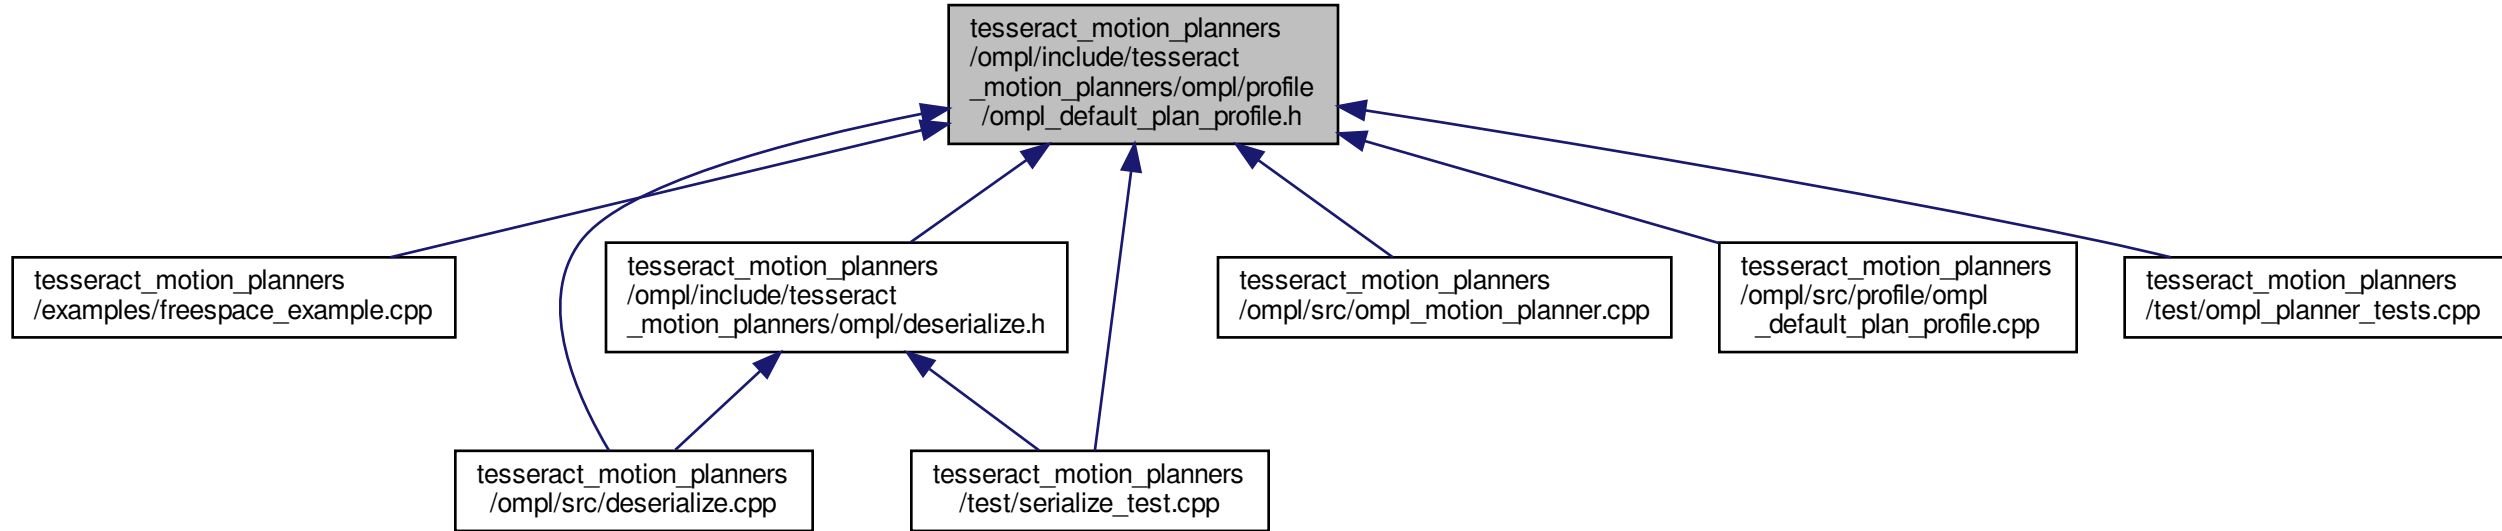 tesseract_motion_planners
/ompl/include/tesseract
_motion_planners/ompl/profile
/ompl_default_plan_profile.h
tesseract_motion_planners
/examples/freespace_example.cpp
tesseract_motion_planners
/ompl/include/tesseract
_motion_planners/ompl/deserialize.h
tesseract_motion_planners
/ompl/src/ompl_motion_planner.cpp
tesseract_motion_planners
/ompl/src/profile/ompl
_default_plan_profile.cpp
tesseract_motion_planners
/test/ompl_planner_tests.cpp
tesseract_motion_planners
/ompl/src/deserialize.cpp
tesseract_motion_planners
/test/serialize_test.cpp